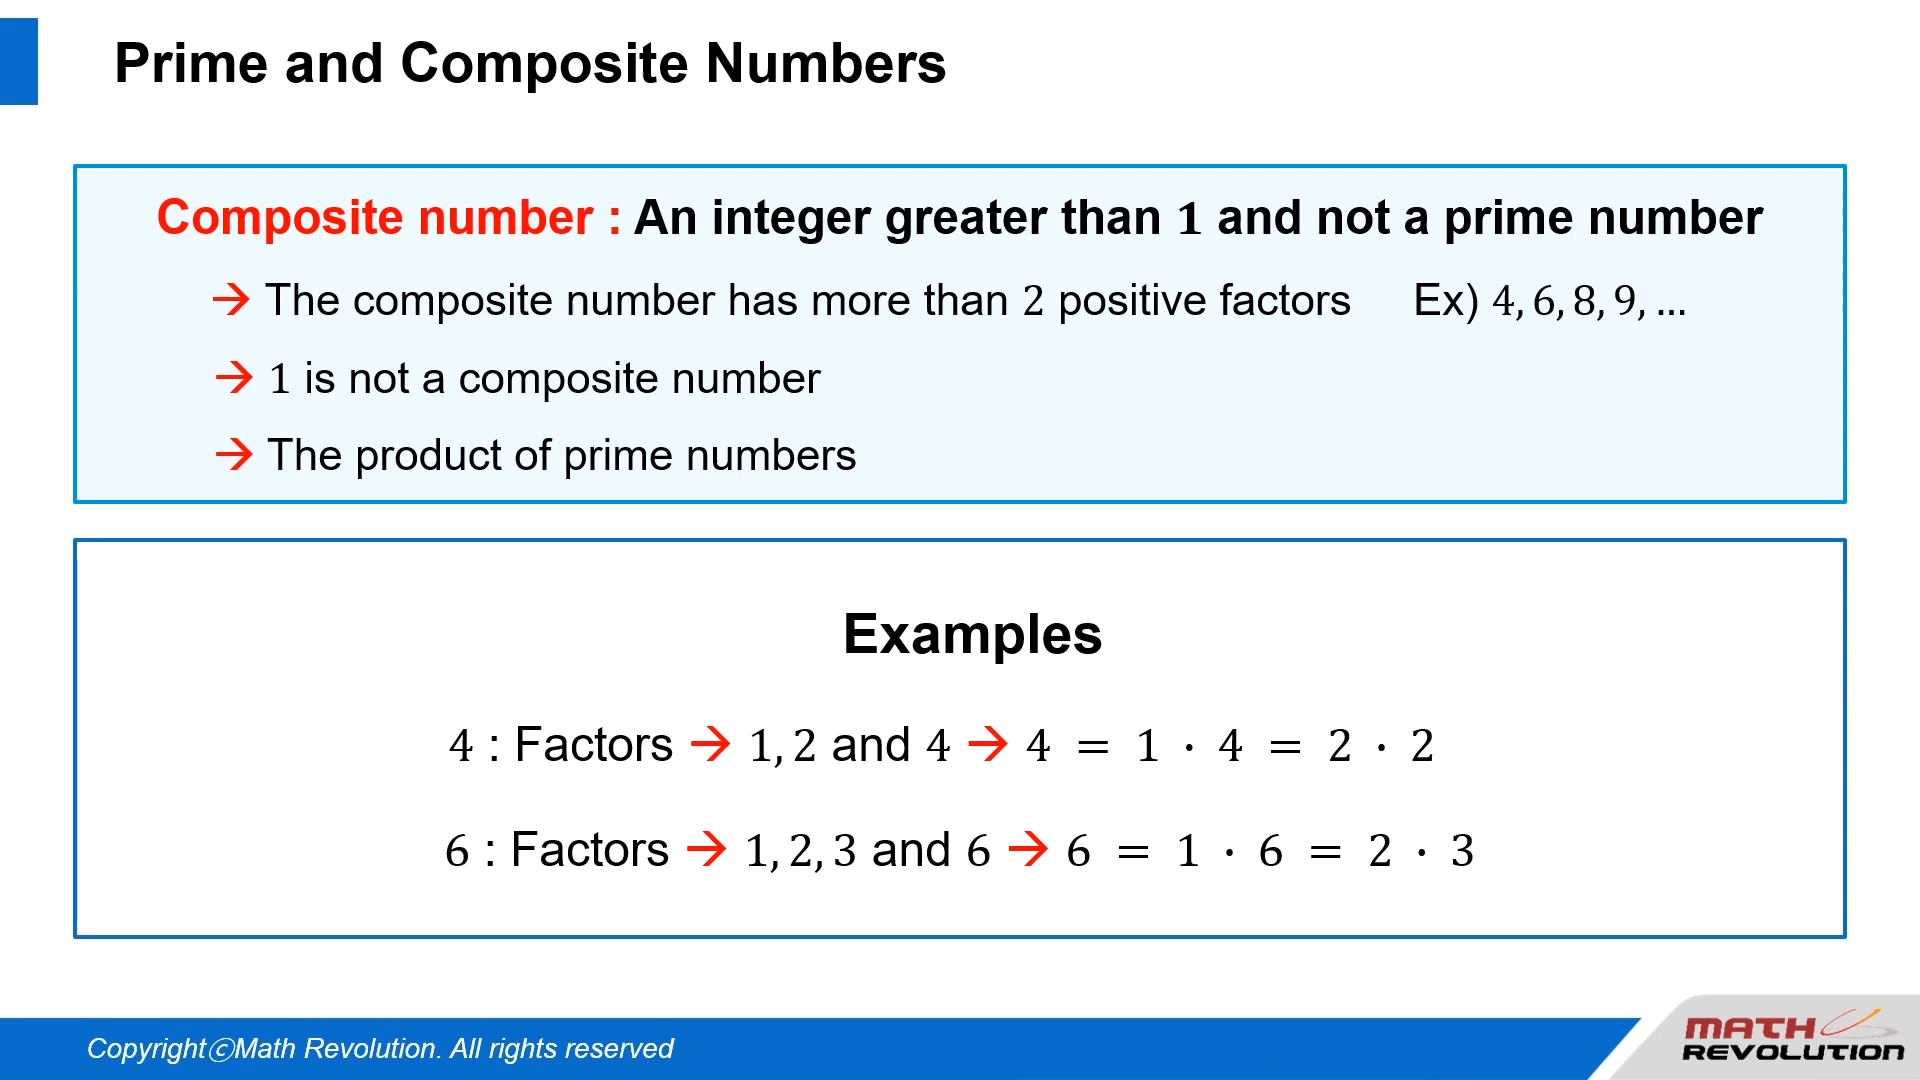 Prime and Composite Numbers
Composite number : An integer greater than 1 and not a prime number
→ The composite number has more than 2 positive factors Ex) 4, 6, 8, 9, ...
→ 1 is not a composite number
→ The product of prime numbers
Examples
4 : Factors → 1, 2 and 4 → 4 = 1 · 4 = 2 · 2
6 : Factors → 1, 2, 3 and 6 → 6 = 1 · 6 = 2 · 3
CopyrightⓒMath Revolution. All rights reserved
MATH
REVOLUTION